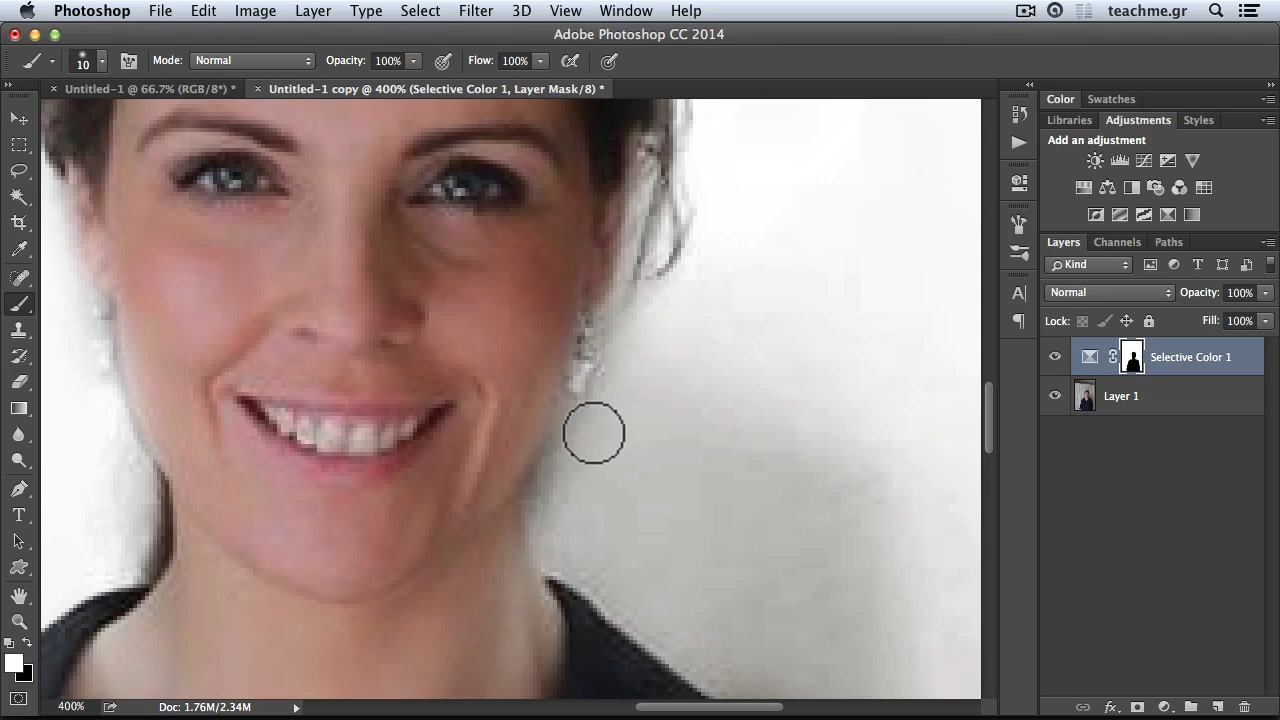 Photoshop File Edit Image Layer Type Select Filter 3D View Window Help teachme.gr
Adobe Photoshop CC 2014
10 Mode: Normal Opacity: 100% Flow: 100%
Untitled-1 @ 66.7% (RGB/8*) * Untitled-1 copy @ 400% (Selective Color 1, Layer Mask/8) *
Color Swatches
Libraries Adjustments Styles
Add an adjustment
Layers Channels Paths
Kind
Normal Opacity: 100%
Lock: Fill: 100%
Selective Color 1
Layer 1
400% Doc: 1.76M/2.34M